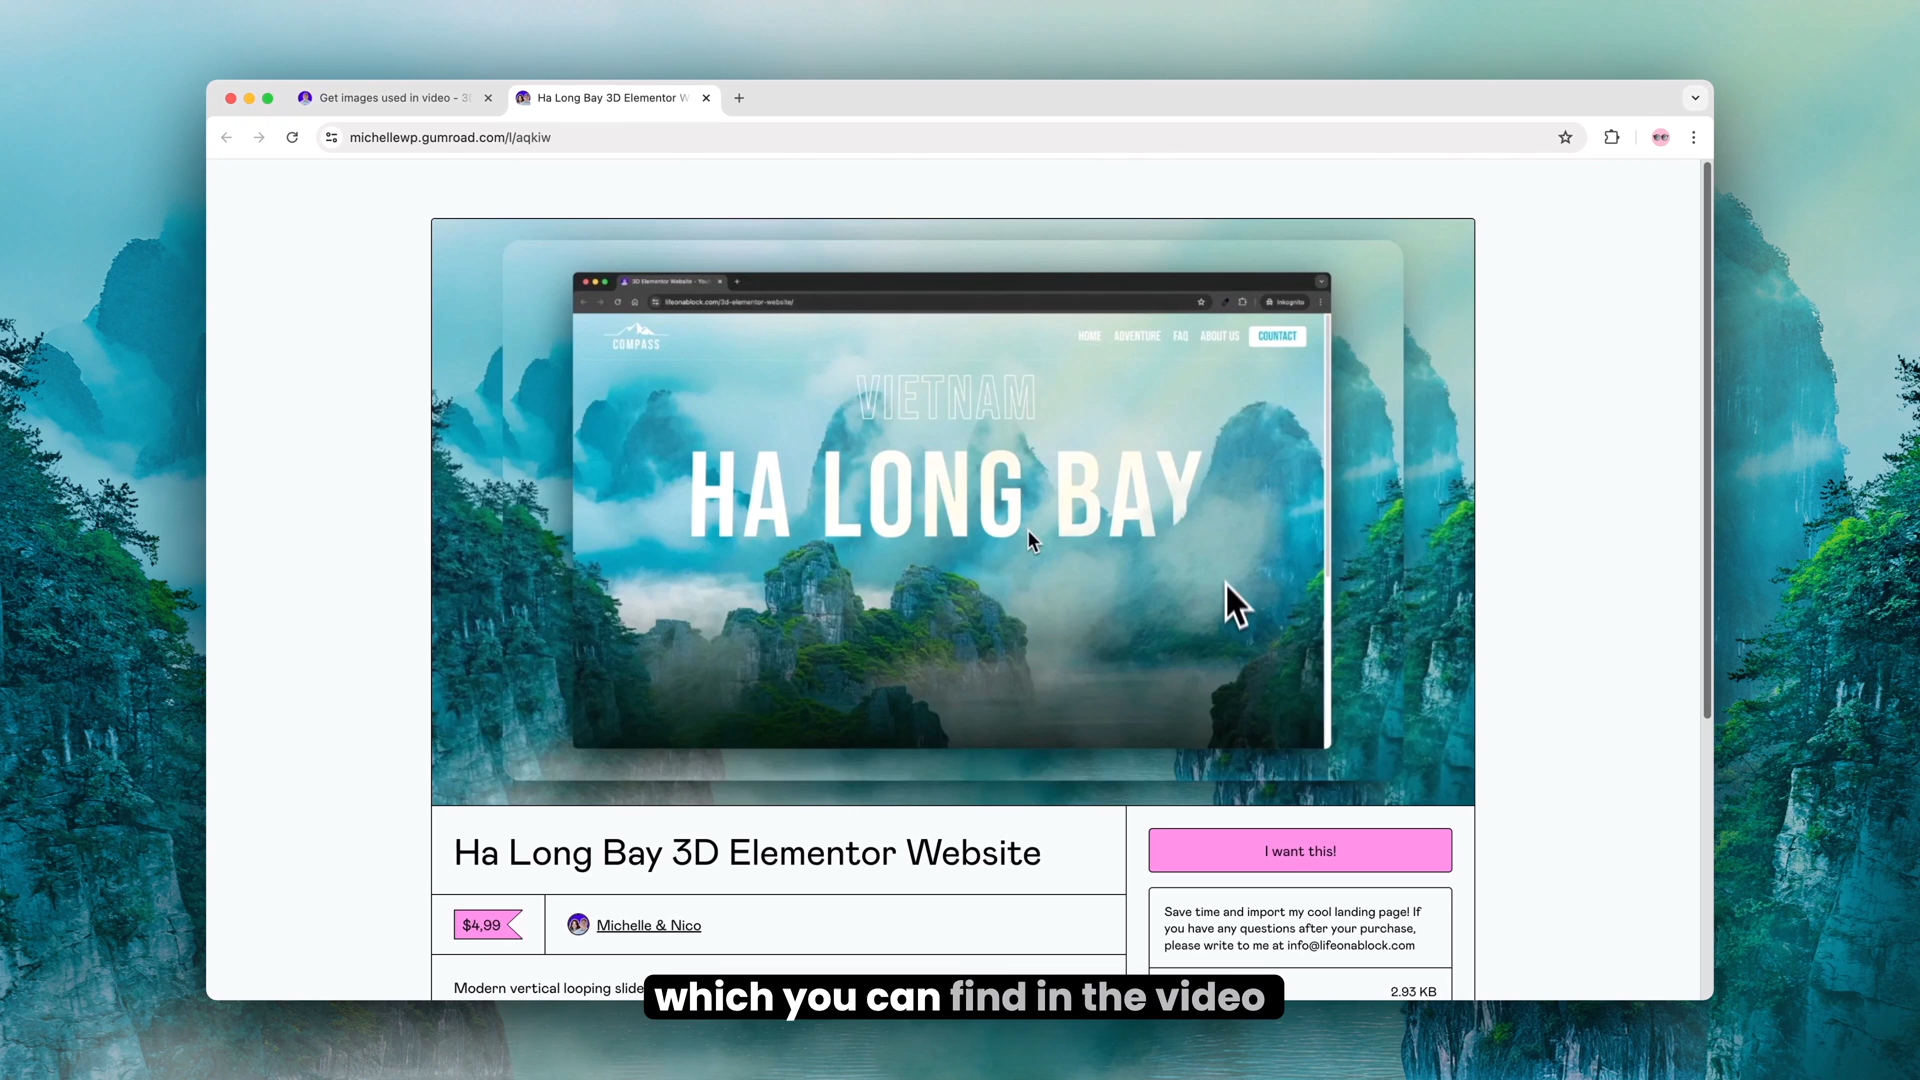 Get images used in video - 3D
Ha Long Bay 3D Elementor W
michellewp.gumroad.com/l/aqkiw
3D Elementor Website - You
lifeonablock.com/3d-elementor-website/
Inkognito
COMPASS
HOME ADVENTURE FAQ ABOUT US COUNTACT
VIETNAM
HA LONG BAY
Ha Long Bay 3D Elementor Website
I want this!
$4,99
Michelle & Nico
Save time and import my cool landing page! If
you have any questions after your purchase,
please write to me at info@lifeonablock.com
Modern vertical looping slide
2.93 KB
which you can find in the video